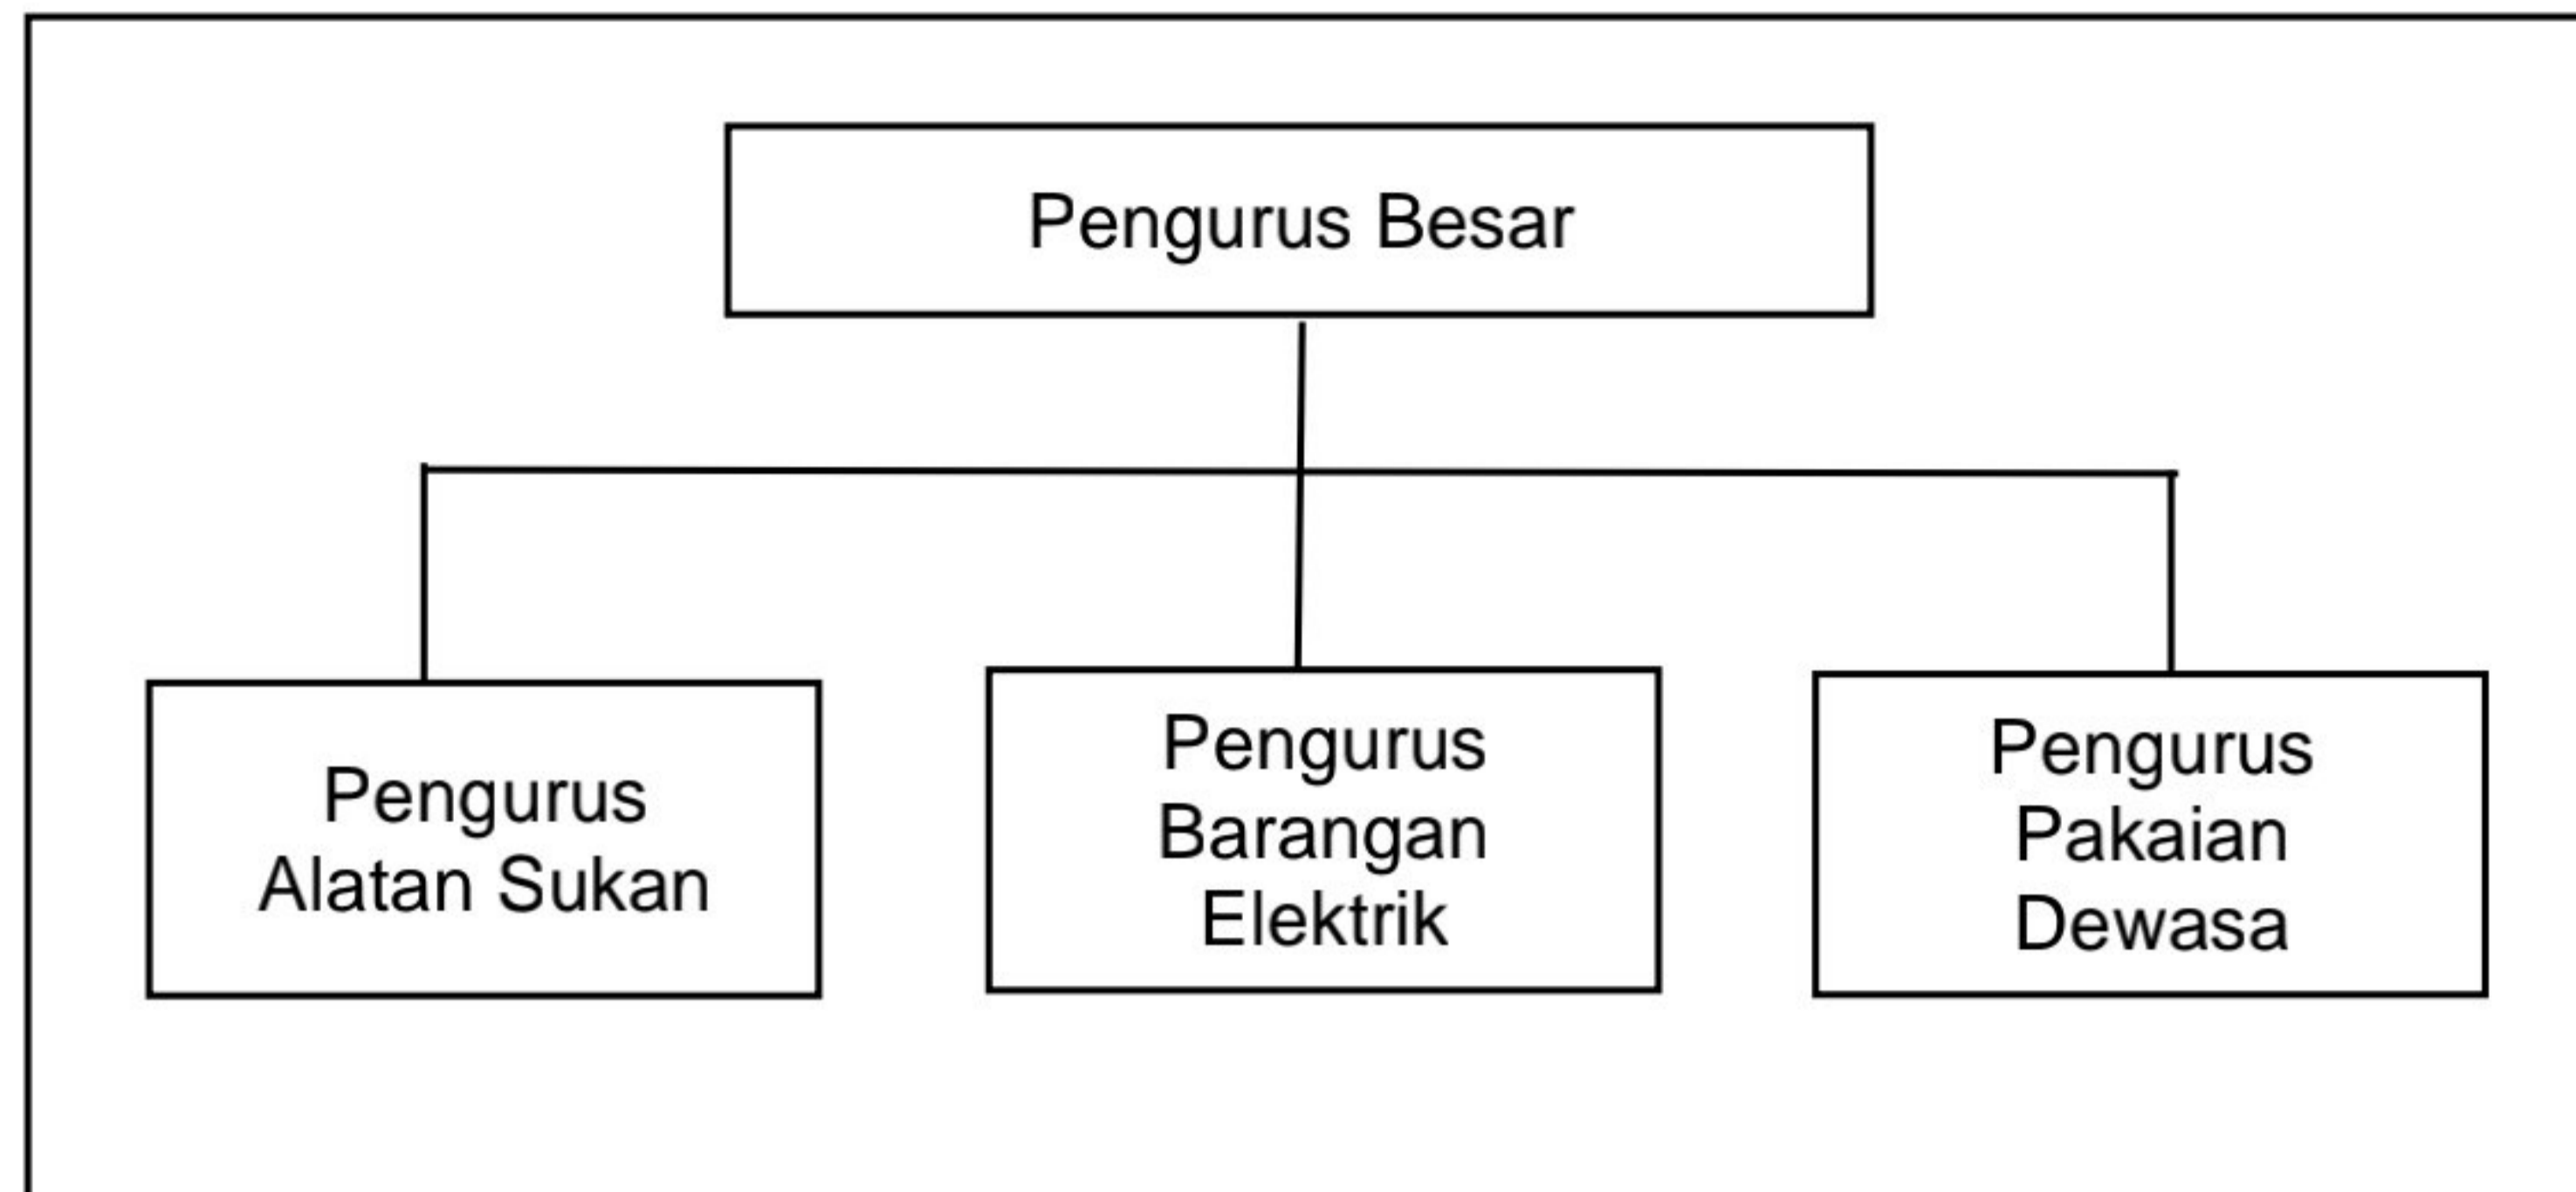 Pengurus Besar
Pengurus
Alatan Sukan
Pengurus
Barangan
Elektrik
Pengurus
Pakaian
Dewasa